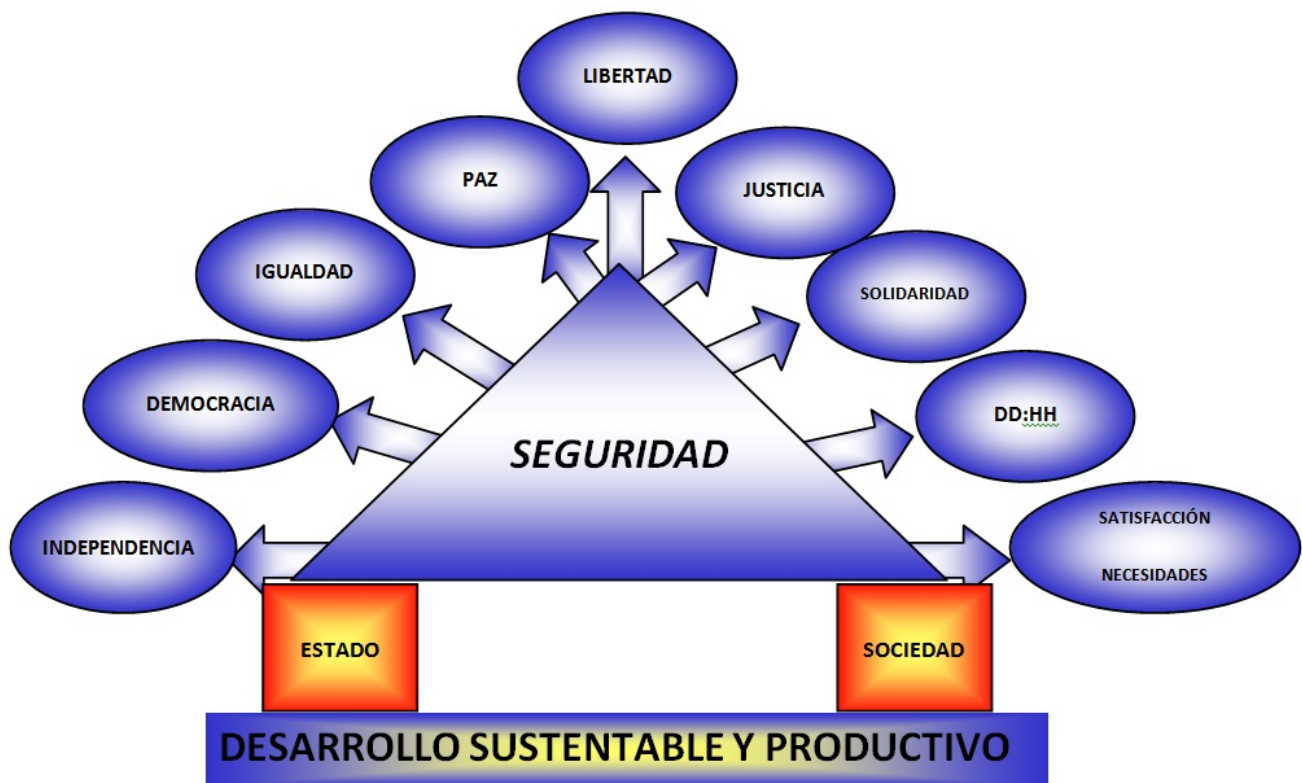 LIBERTAD
PAZ
JUSTICIA
IGUALDAD
SOLIDARIDAD
DEMOCRACIA
DD:HH
SEGURIDAD
INDEPENDENCIA
SATISFACCIÓN
NECESIDADES
ESTADO
SOCIEDAD
DESARROLLO SUSTENTABLE Y PRODUCTIVO